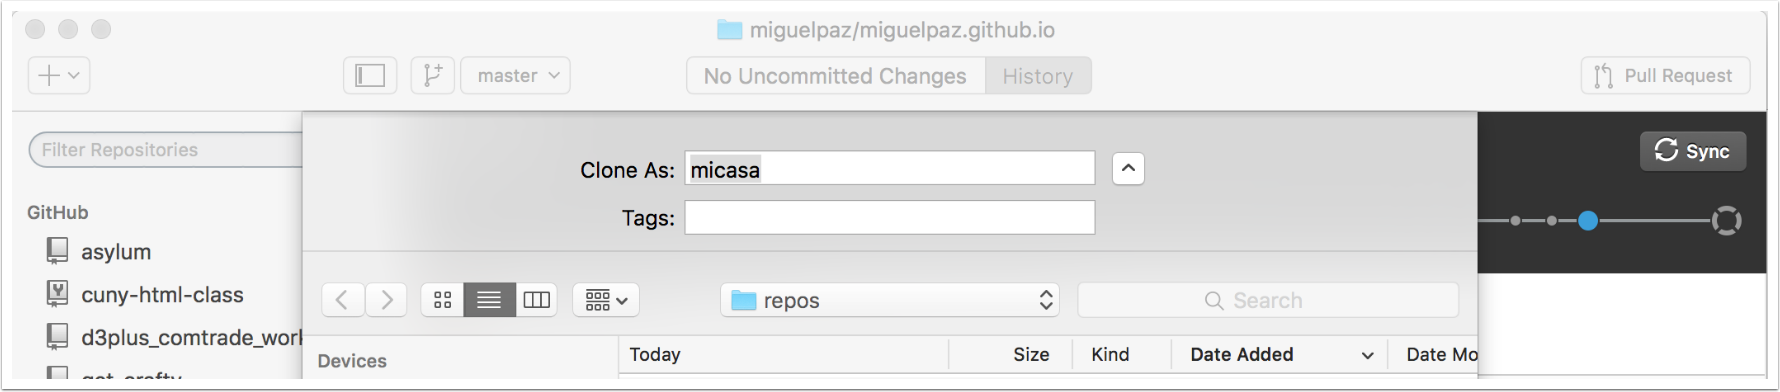 miguelpaz/miguelpaz.github.io
master
No Uncommitted Changes
History
Pull Request
Filter Repositories
Clone As: micasa
Sync
Tags:
GitHub
asylum
cuny-html-class
repos
Search
d3plus_comtrade_work
Devices
Today
Size
Kind
Date Added
Date Mo